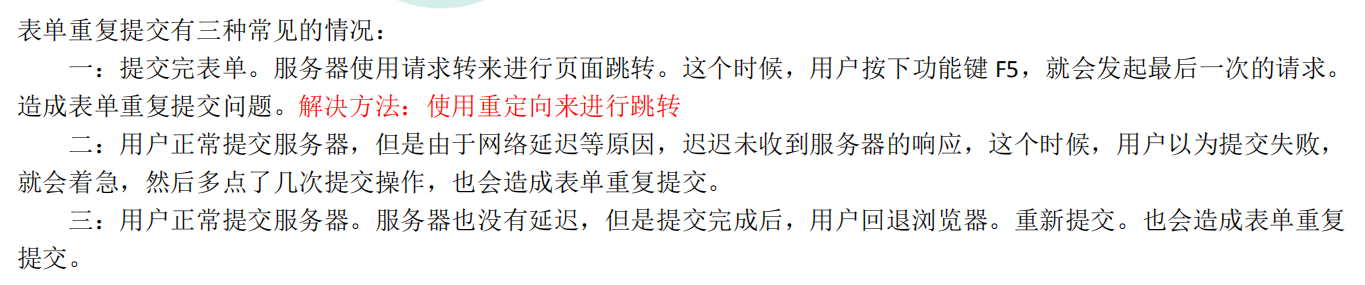 表单重复提交有三种常见的情况：
一：提交完表单。服务器使用请求转来进行页面跳转。这个时候，用户按下功能键 F5，就会发起最后一次的请求。
造成表单重复提交问题。解决方法：使用重定向来进行跳转
二：用户正常提交服务器，但是由于网络延迟等原因，迟迟未收到服务器的响应，这个时候，用户以为提交失败，
就会着急，然后多点了几次提交操作，也会造成表单重复提交。
三：用户正常提交服务器。服务器也没有延迟，但是提交完成后，用户回退浏览器。重新提交。也会造成表单重复
提交。